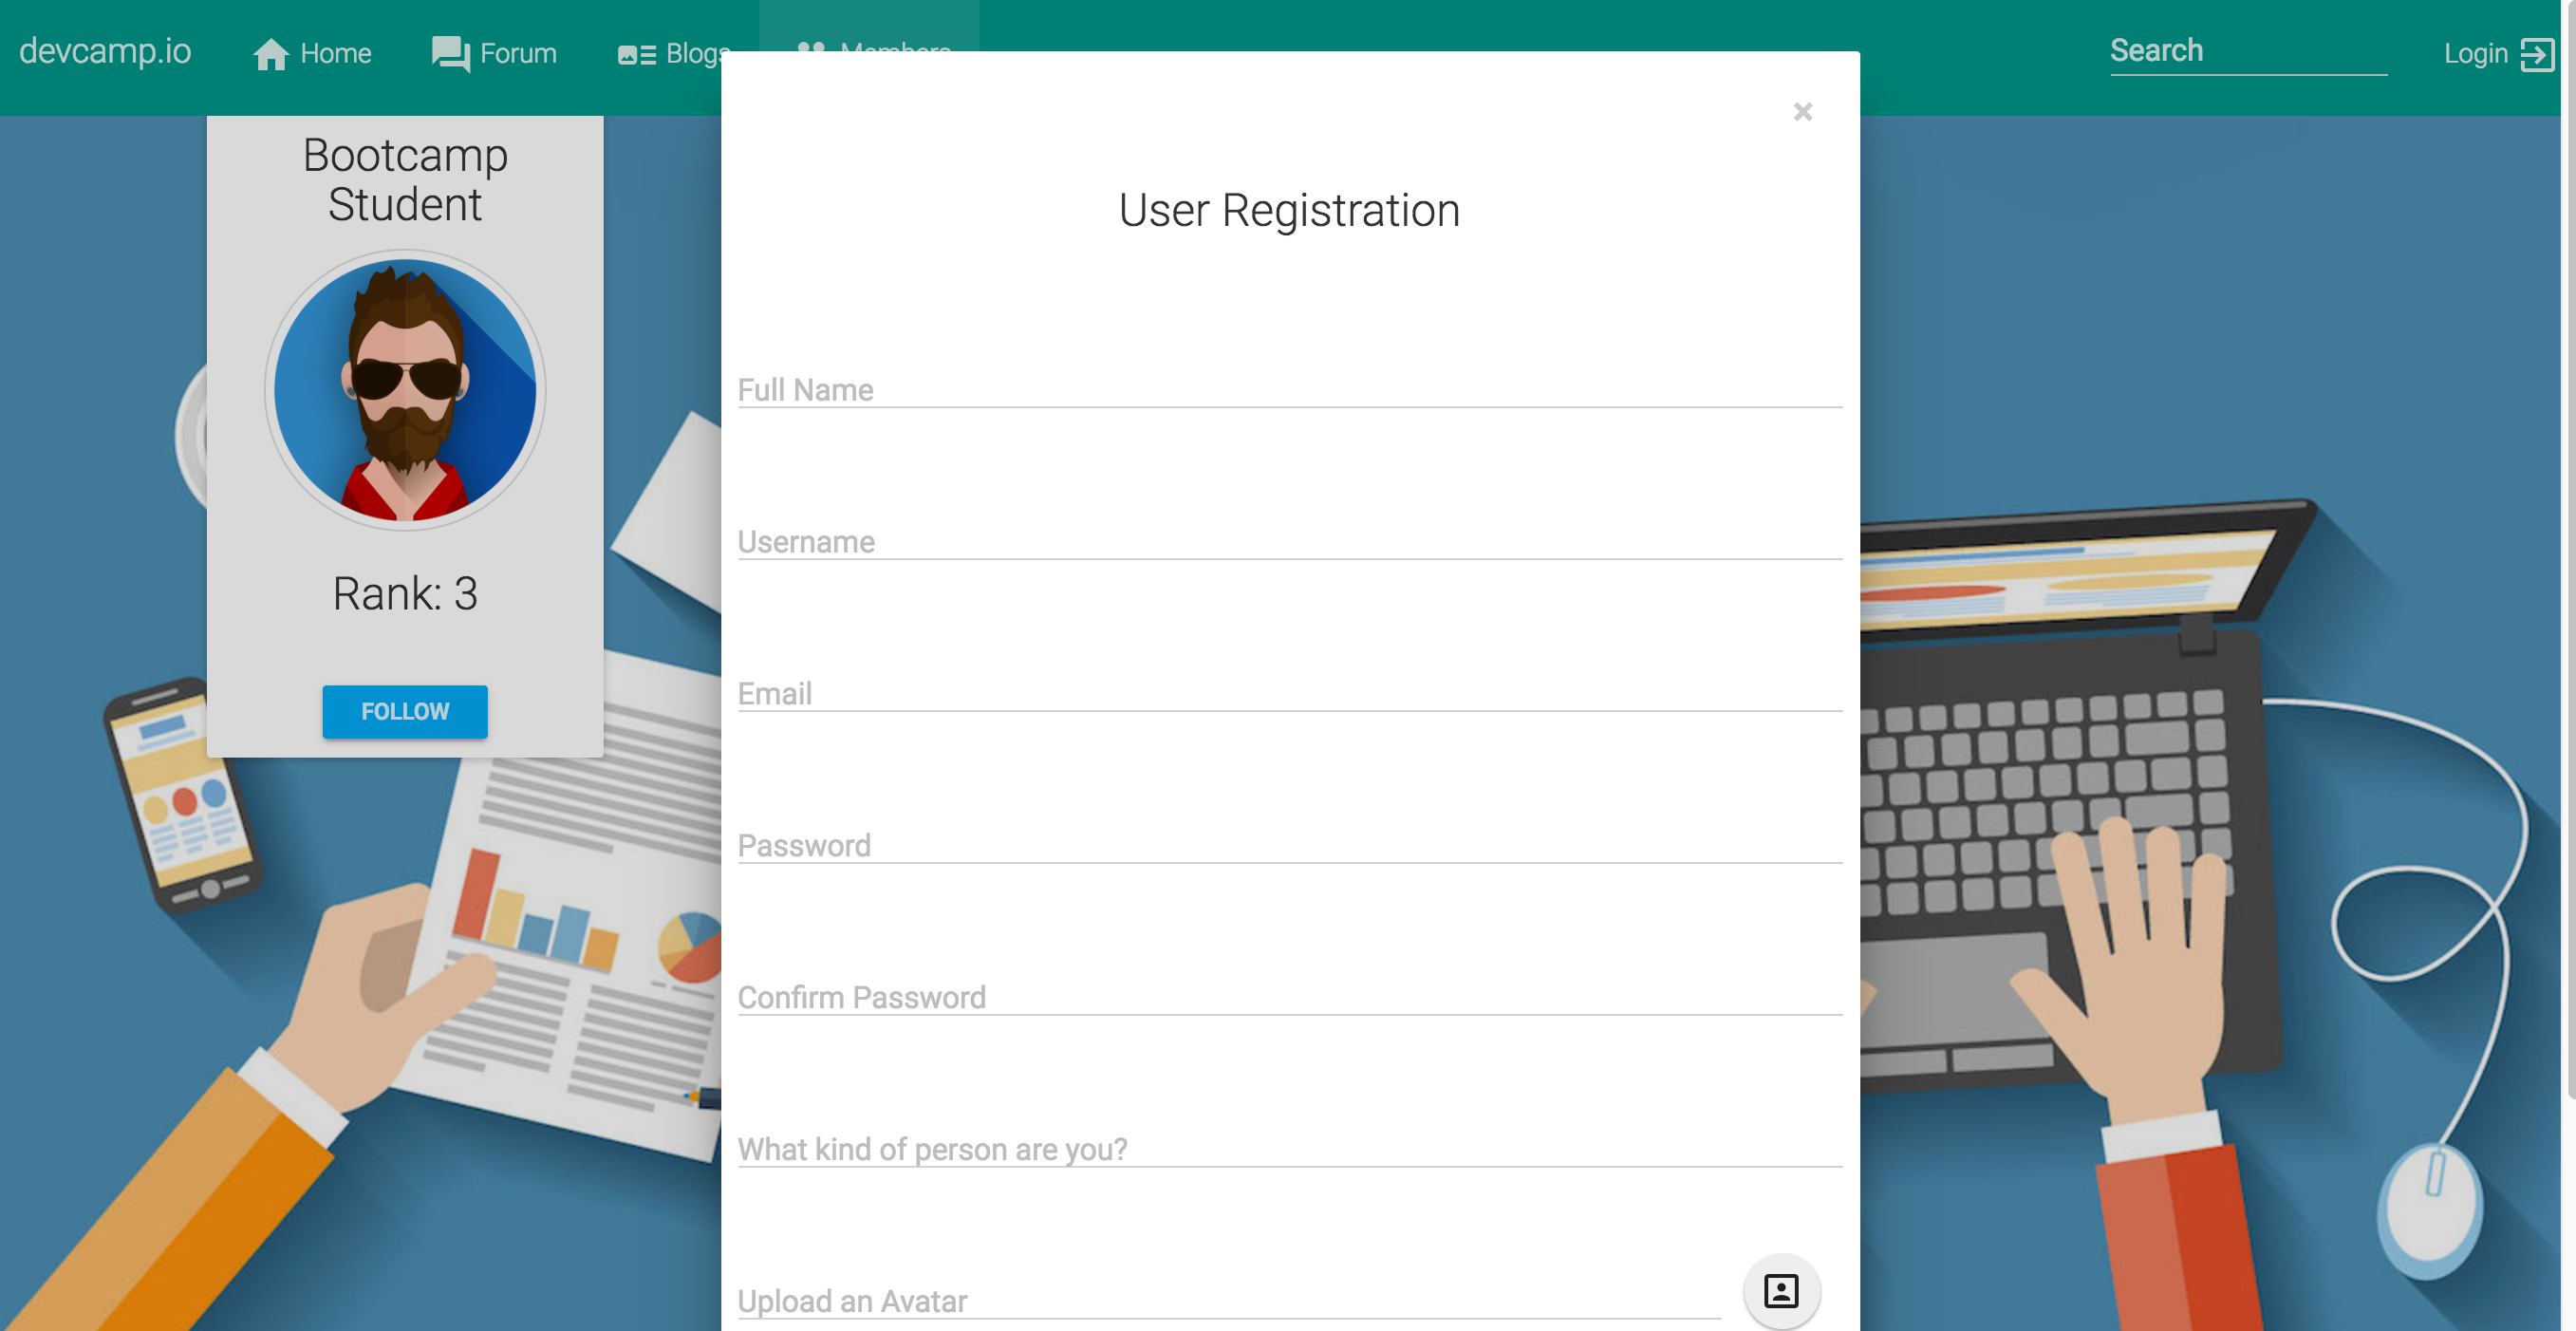 devcamp.io
Home
Forum
Blogs
Members
Search
Login
Bootcamp
Student
Rank: 3
FOLLOW
×
User Registration
Full Name
Username
Email
Password
Confirm Password
What kind of person are you?
Upload an Avatar